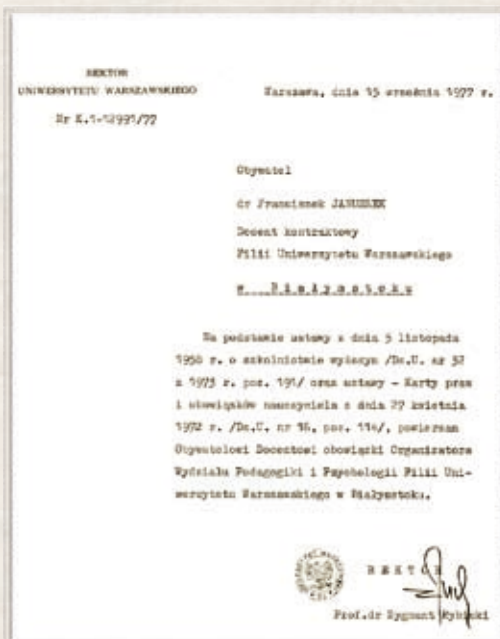 REKTOR
UNIWERSYTETU WARSZAWSKIEGO
Warszawa, dnia 15 września 1977 r.
Nr K.1-12991/77
Obywatel
dr Franciszek
Docent kontraktowy
Filii Uniwersytetu Warszawskiego
w Białymstoku
Na podstawie ustawy z dnia 5 listopada
1958 r. o szkolnictwie wyższym /Dz.U. nr 32
z 1973 r. poz. 191/ oraz ustawy - Karty praw
i obowiązków nauczyciela z dnia 27 kwietnia
1972 r. /Dz.U. nr 16, poz. 114/, powierzam
Obywatelowi Docentowi obowiązki Organizatora
Wydziału Pedagogiki i Psychologii Filii Uni-
wersytetu Warszawskiego w Białymstoku.
REKTOR
Prof.dr Zygmunt Rybicki